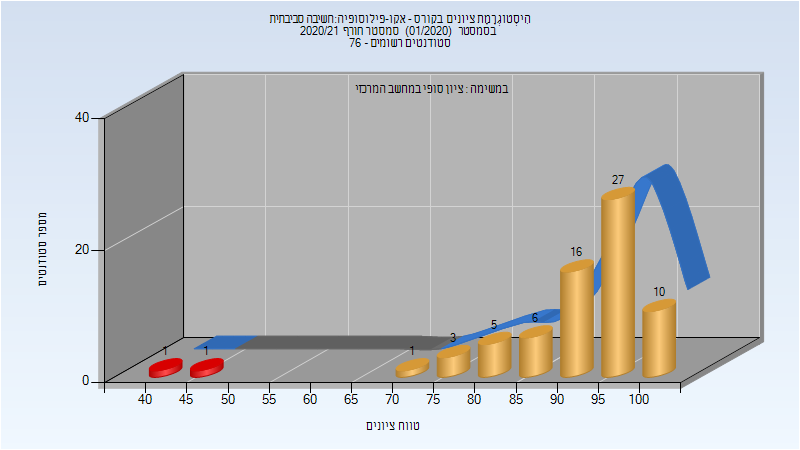 היסטוגרמת ציונים בקורס - אקו-פילוסופיה:חשיבה סביבתית
בסמסטר (01/2020) סמסטר חורף 2020/21
סטודנטים רשומים - 76
במשימה : ציון סופי במחשב המרכזי
מספר סטודנטים
40
20
0
1
1
1
3
5
6
16
27
10
40 45 50 55 60 65 70 75 80 85 90 95 100
טווח ציונים